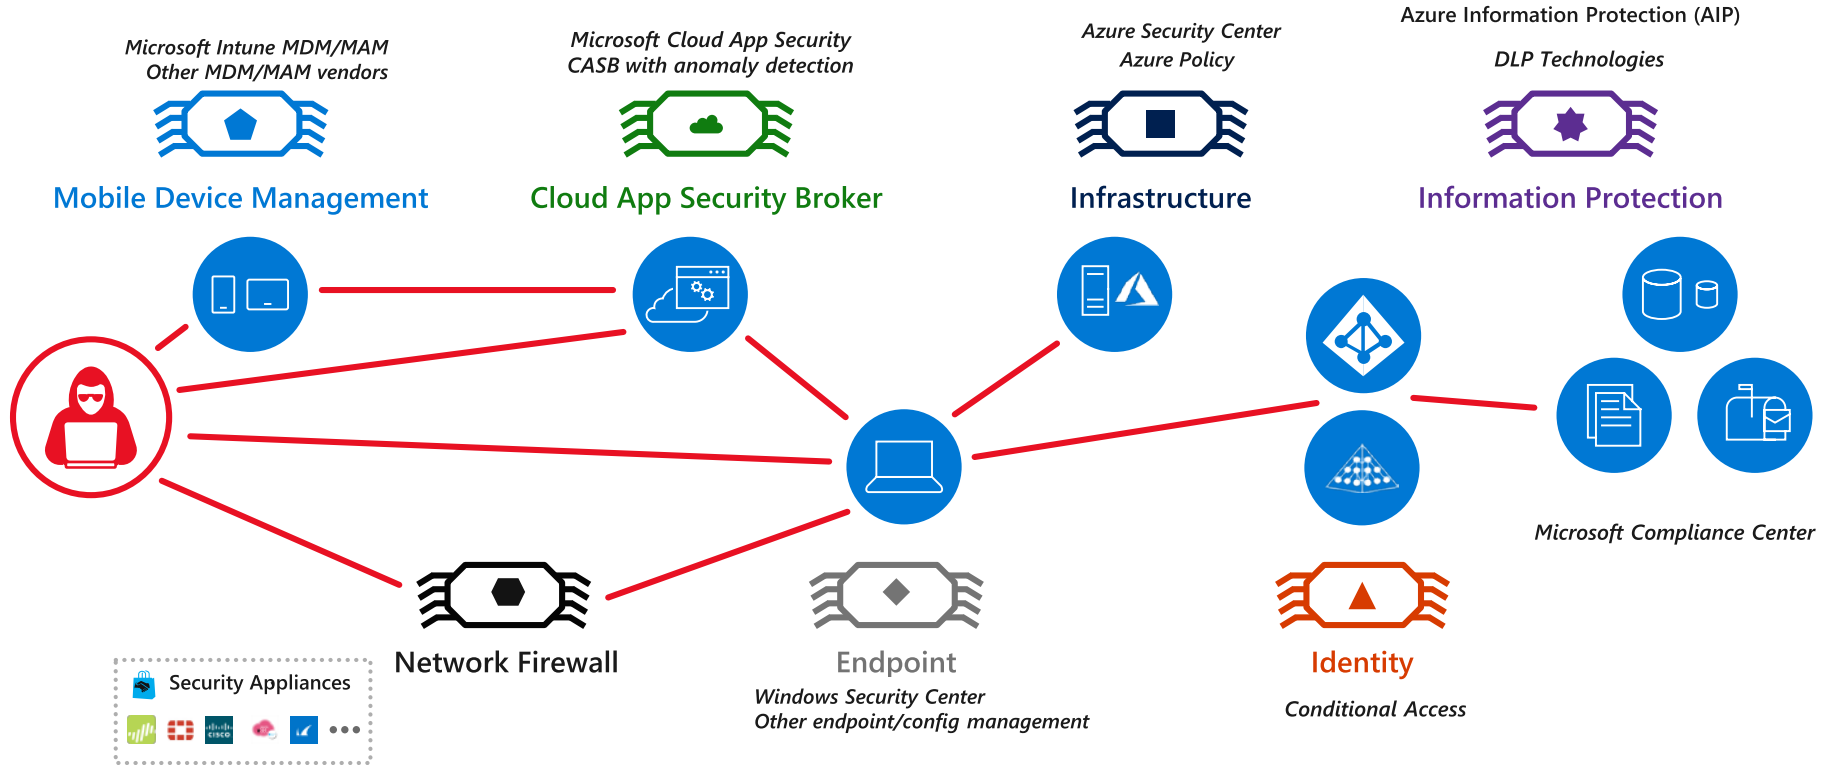 Microsoft Intune MDM/MAM
Other MDM/MAM vendors
Mobile Device Management
Microsoft Cloud App Security
CASB with anomaly detection
Cloud App Security Broker
Azure Security Center
Azure Policy
Infrastructure
Azure Information Protection (AIP)
DLP Technologies
Information Protection
Microsoft Compliance Center
Network Firewall
Security Appliances
CISCO
Endpoint
Windows Security Center
Other endpoint/config management
Identity
Conditional Access